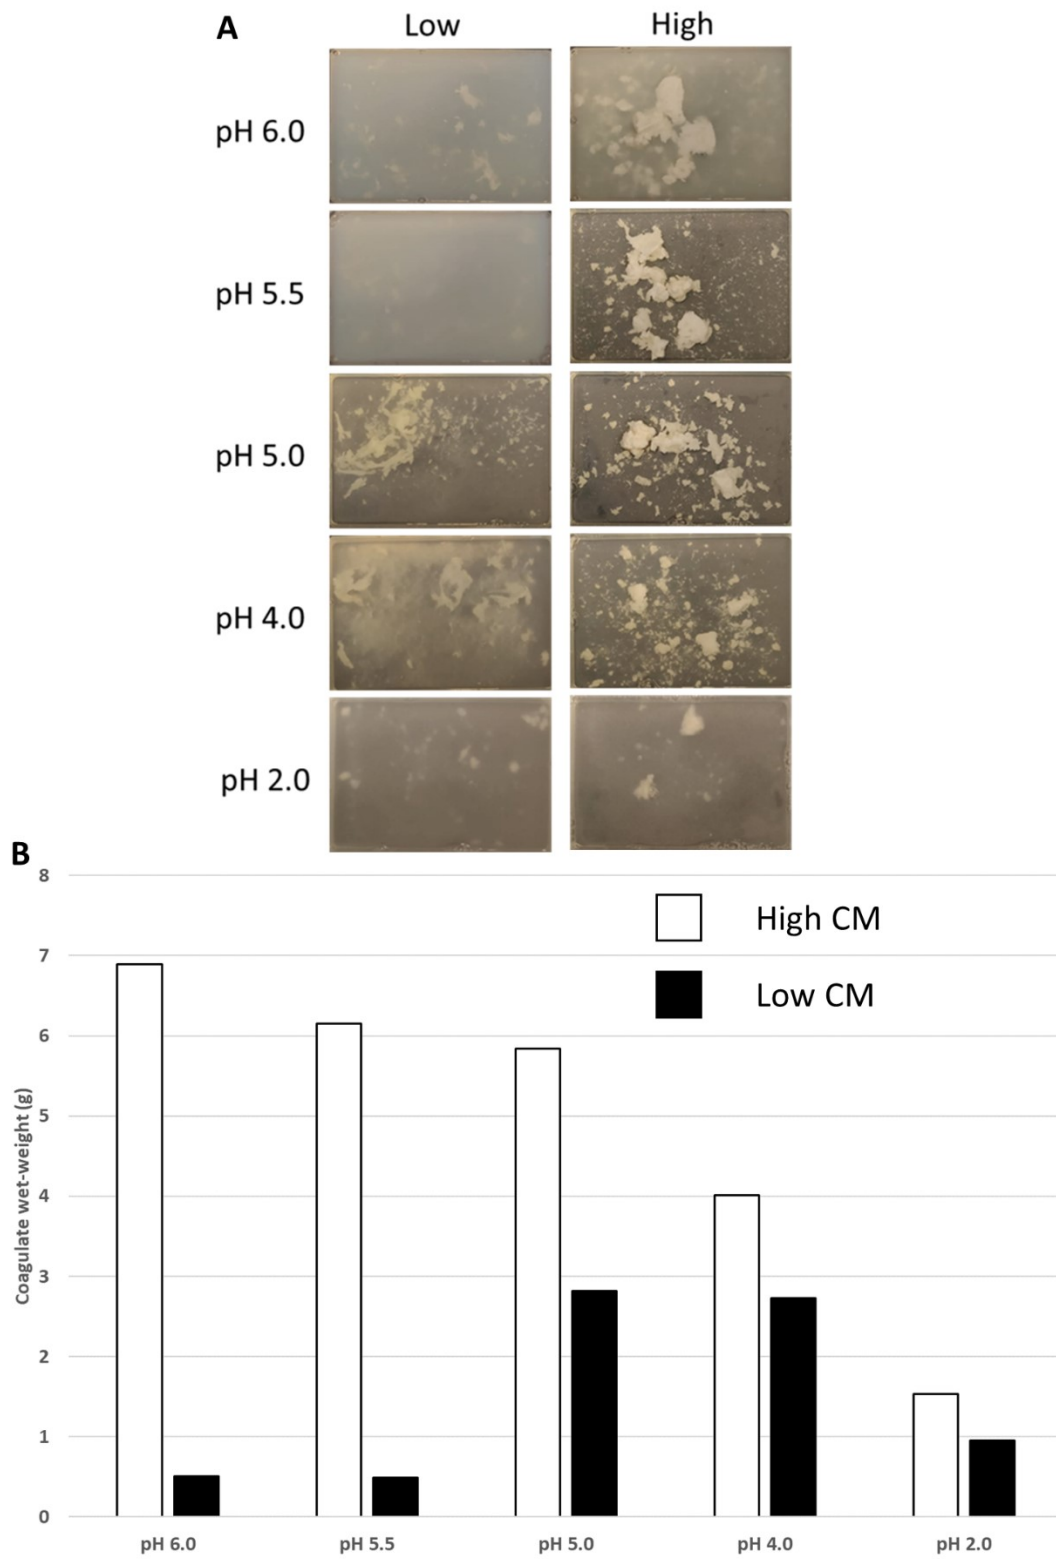 A
Low High
pH 6.0
pH 5.5
pH 5.0
pH 4.0
pH 2.0
B
Coagulate wet-weight (g)
8
7
6
5
4
3
2
1
0
High CM
Low CM
pH 6.0 pH 5.5 pH 5.0 pH 4.0 pH 2.0